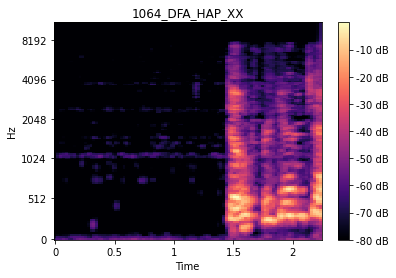 1064_DFA_HAP_XX
8192
4096
2048
1024
512
0
Hz
0
0.5
1
1.5
2
Time
-10 dB
-20 dB
-30 dB
-40 dB
-50 dB
-60 dB
-70 dB
-80 dB